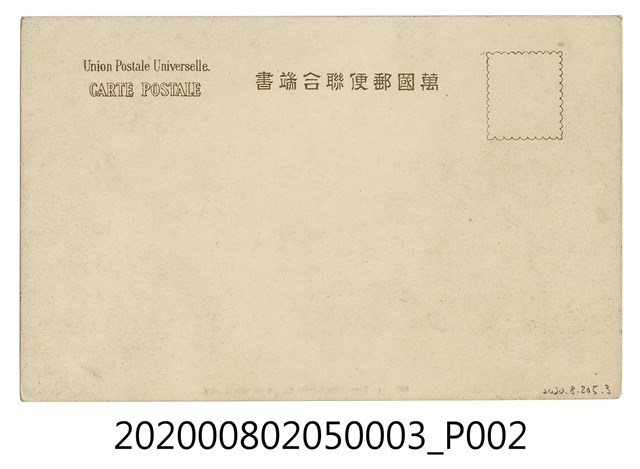 Union Postale Universelle.
CARTE POSTALE
書端合聯便郵國萬
2020.8.205.3
202000802050003_P002